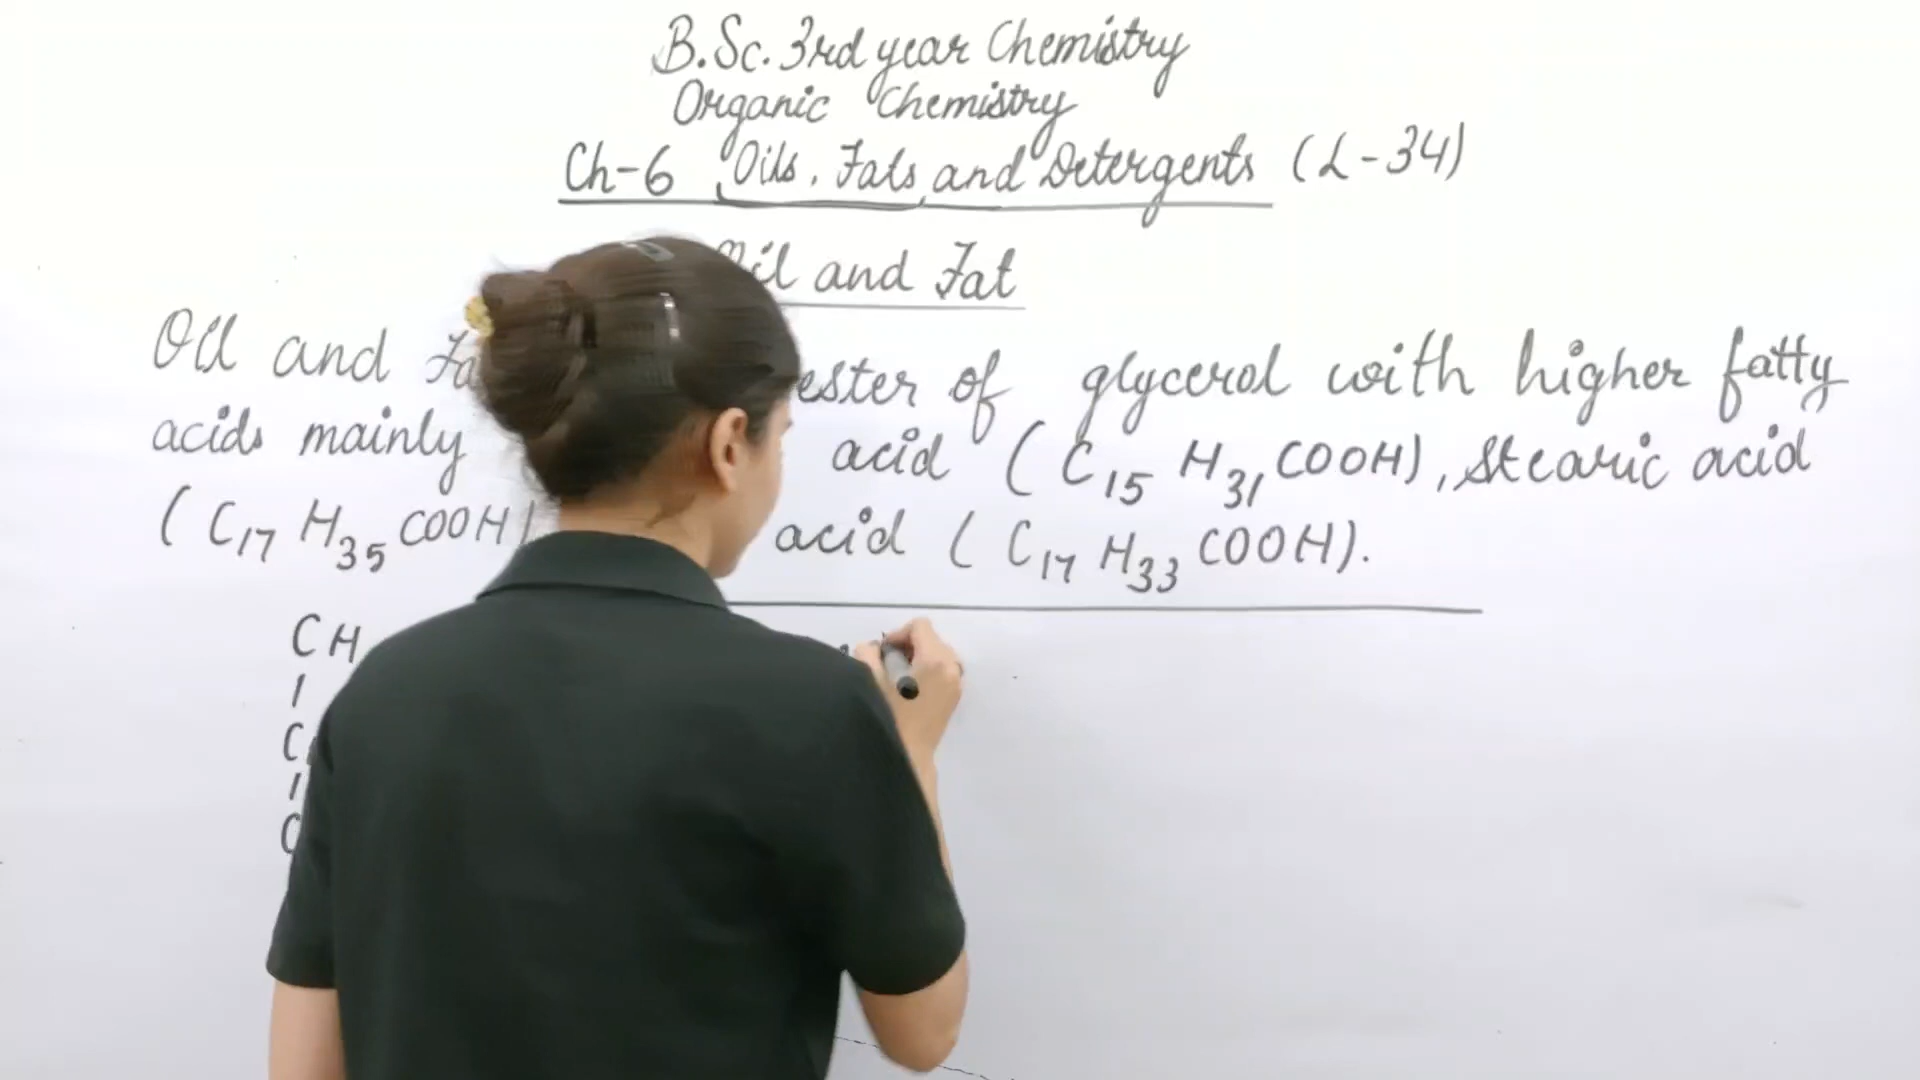 B.Sc. 3rd year Chemistry
Organic Chemistry
Ch-6 Oils, Fats and Detergents (L-34)
Oil and Fat
Oil and Fa ester of glycerol with higher fatty
acids mainly acid ( C₁₅ H₃₁ COOH), Stearic acid
( C₁₇ H₃₅ COOH) acid ( C₁₇ H₃₃ COOH).
CH
C
C